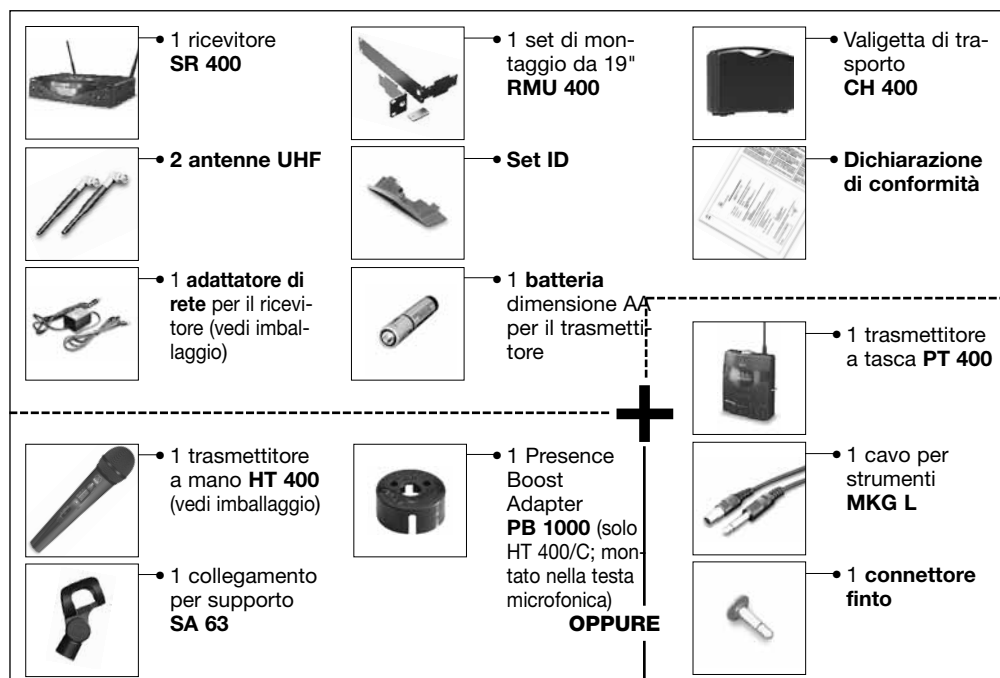 1 ricevitore
SR 400
1 set di mon-
taggio da 19"
RMU 400
Valigetta di tra-
sporto
CH 400
2 antenne UHF
Set ID
Dichiarazione
di conformità
1 adattatore di
rete per il ricevi-
tore (vedi imbal-
laggio)
1 batteria
dimensione AA
per il trasmetti-
tore
1 trasmettitore
a tasca PT 400
1 trasmettitore
a mano HT 400
(vedi imballaggio)
1 Presence
Boost
Adapter
PB 1000 (solo
HT 400/C; mon-
tato nella testa
microfonica)
1 cavo per
strumenti
MKG L
1 collegamento
per supporto
SA 63
OPPURE
1 connettore
finto